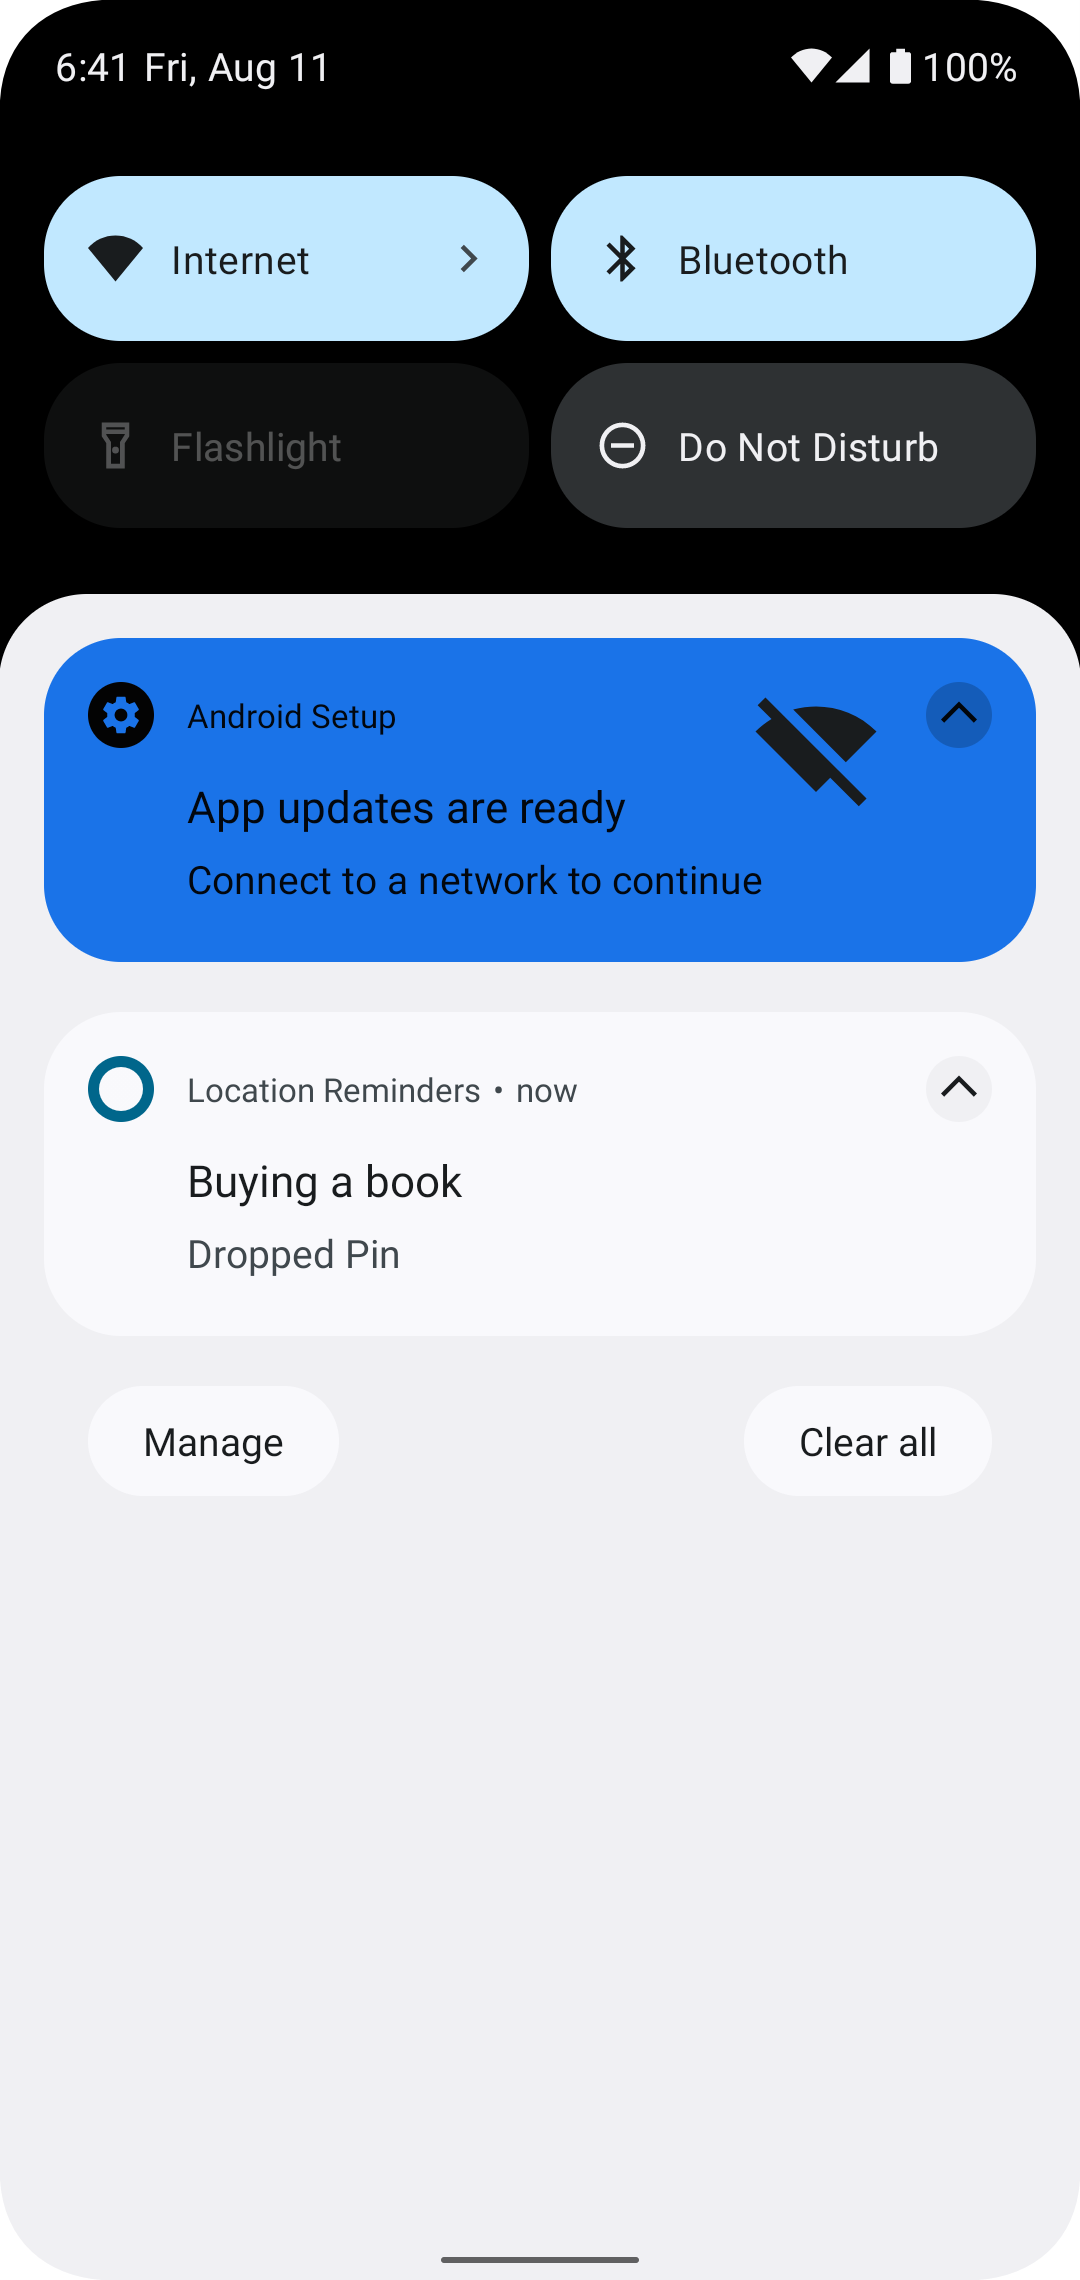 6:41 Fri, Aug 11 100%
Internet
Bluetooth
Flashlight
Do Not Disturb
Android Setup
App updates are ready
Connect to a network to continue
Location Reminders • now
Buying a book
Dropped Pin
Manage
Clear all